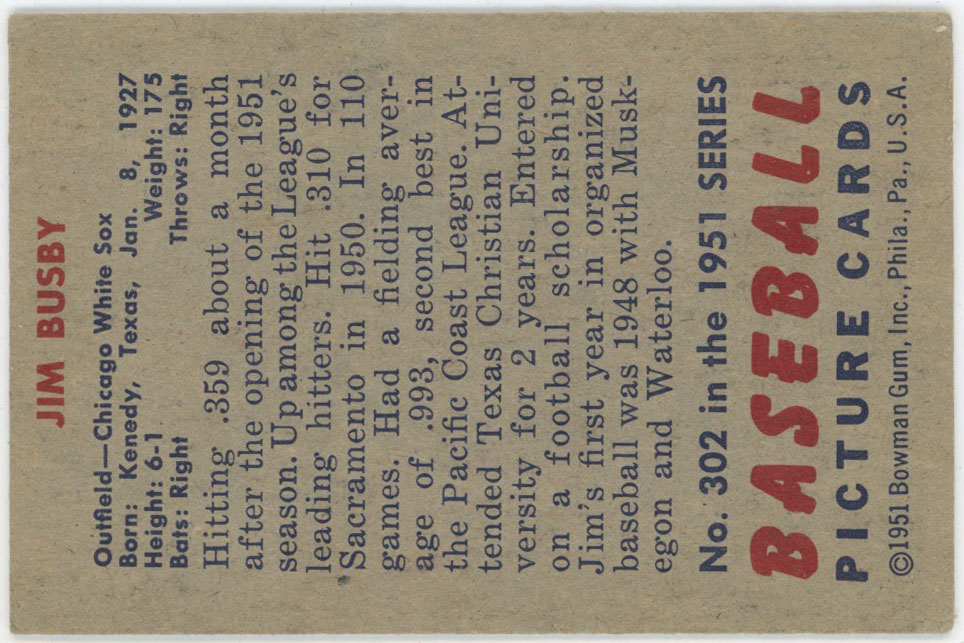 JIM BUSBY
Outfield—Chicago White Sox
Born: Kenedy, Texas, Jan. 8, 1927
Height: 6-1 Weight: 175
Bats: Right Throws: Right
Hitting .359 about a month
after the opening of the 1951
season. Up among the League's
leading hitters. Hit .310 for
Sacramento in 1950. In 110
games. Had a fielding aver-
age of .993, second best in
the Pacific Coast League. At-
tended Texas Christian Uni-
versity for 2 years. Entered
on a football scholarship.
Jim's first year in organized
baseball was 1948 with Musk-
egon and Waterloo.
No. 302 in the 1951 SERIES
BASEBALL
PICTURE CARDS
©1951 Bowman Gum, Inc., Phila., Pa., U.S.A.